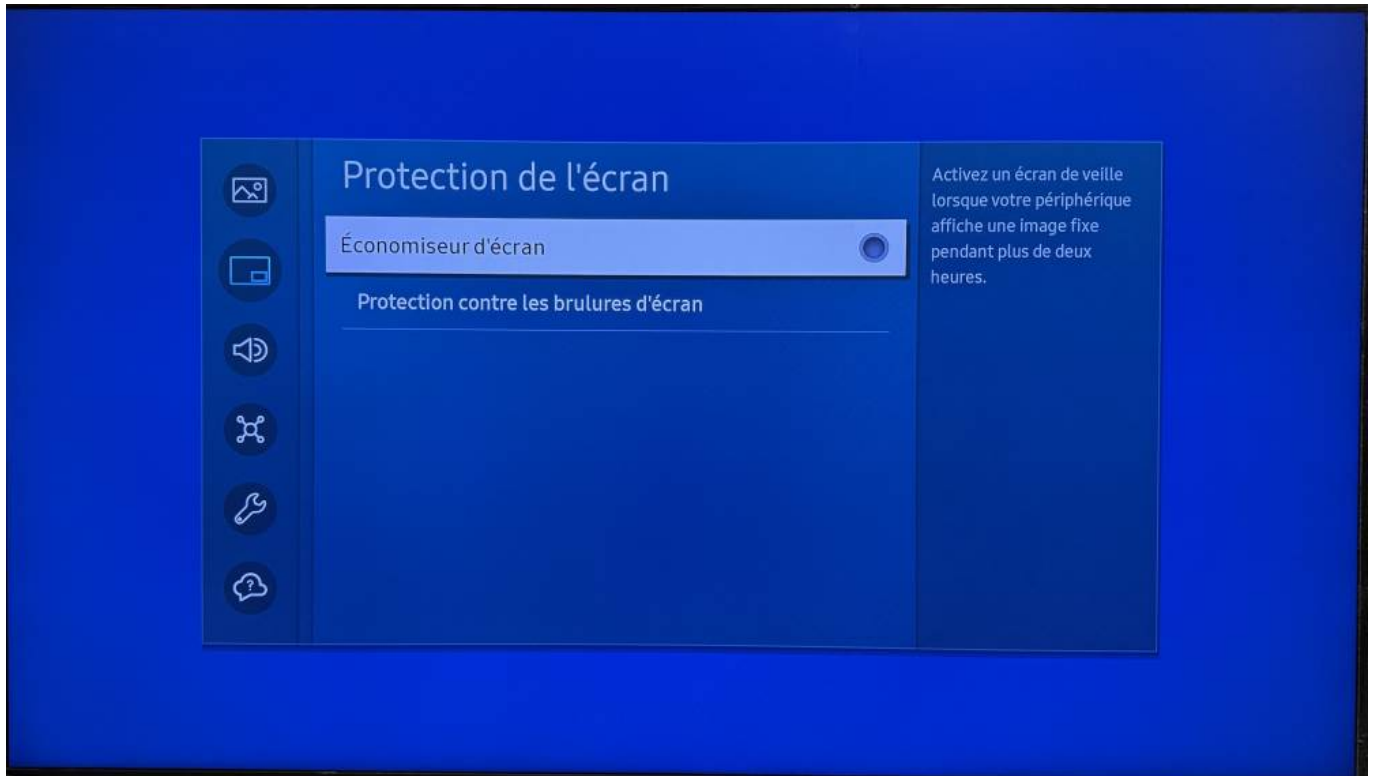 Protection de l'écran
Économiseur d'écran
Protection contre les brulures d'écran
Activez un écran de veille
lorsque votre périphérique
affiche une image fixe
pendant plus de deux
heures.